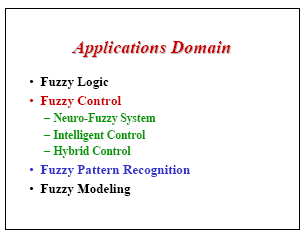 Applications Domain
• Fuzzy Logic
• Fuzzy Control
– Neuro-Fuzzy System
– Intelligent Control
– Hybrid Control
• Fuzzy Pattern Recognition
• Fuzzy Modeling